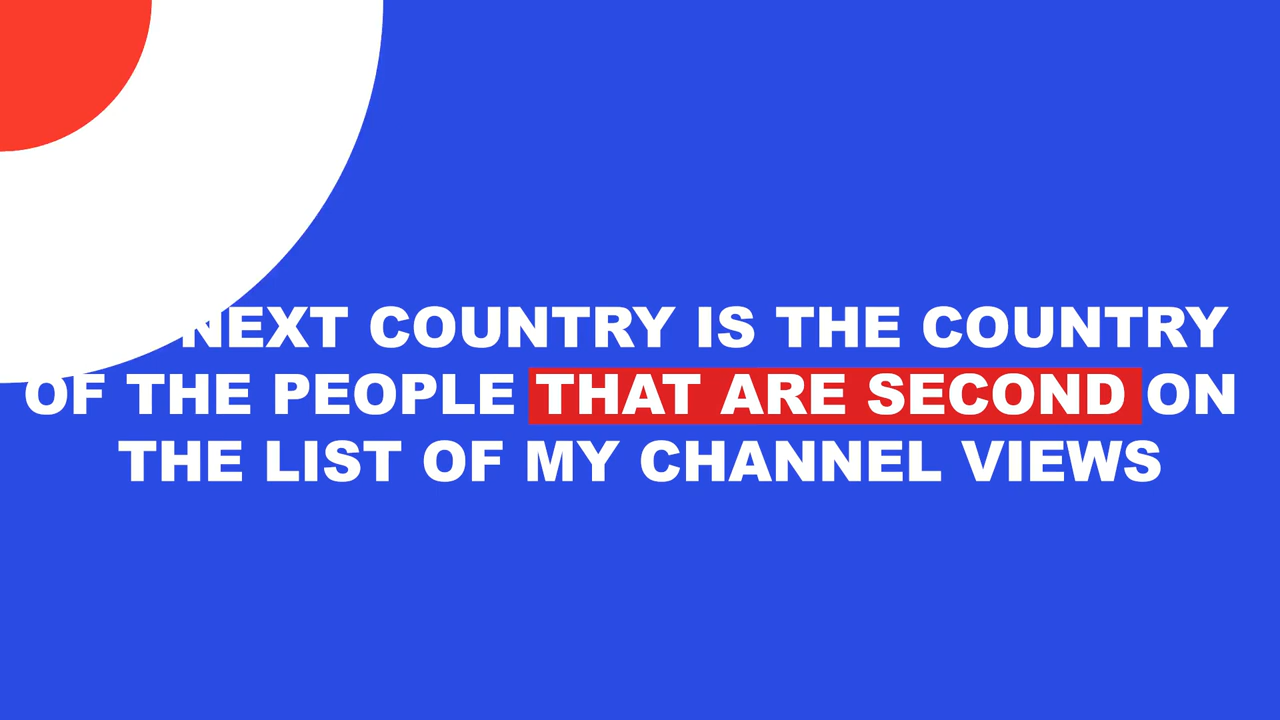 NEXT COUNTRY IS THE COUNTRY
OF THE PEOPLE THAT ARE SECOND ON
THE LIST OF MY CHANNEL VIEWS